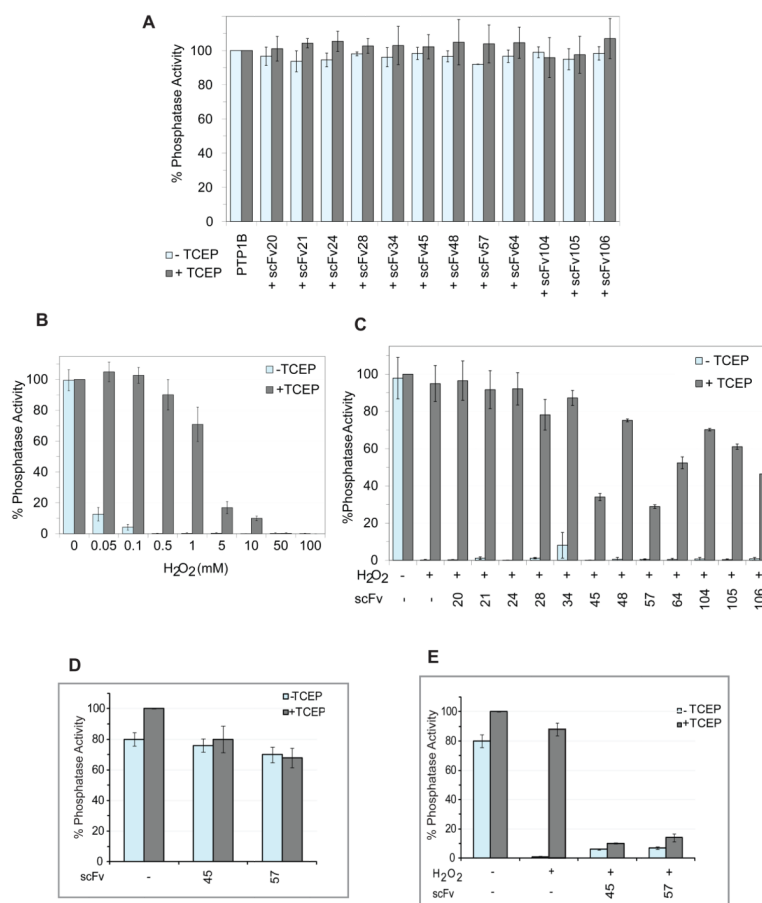 A
% Phosphatase Activity
120
100
80
60
40
20
0
PTP1B
+ scFv20
+ scFv21
+ scFv24
+ scFv28
+ scFv34
+ scFv45
+ scFv48
+ scFv57
+ scFv64
+ scFv104
+ scFv105
+ scFv106
- TCEP
+ TCEP
B
% Phosphatase Activity
100
80
60
40
20
0
-TCEP
+TCEP
0 0.05 0.1 0.5 1 5 10 50 100
H2O2 (mM)
C
%Phosphatase Activity
100
80
60
40
20
0
- TCEP
+ TCEP
H2O2 - + + + + + + + + + + + + +
scFv - - 20 21 24 28 34 45 48 57 64 104 105 106
D
% Phosphatase Activity
100
80
60
40
20
0
-TCEP
+TCEP
scFv - 45 57
E
% Phosphatase Activity
100
80
60
40
20
0
- TCEP
+TCEP
H2O2 - + + +
scFv - - 45 57